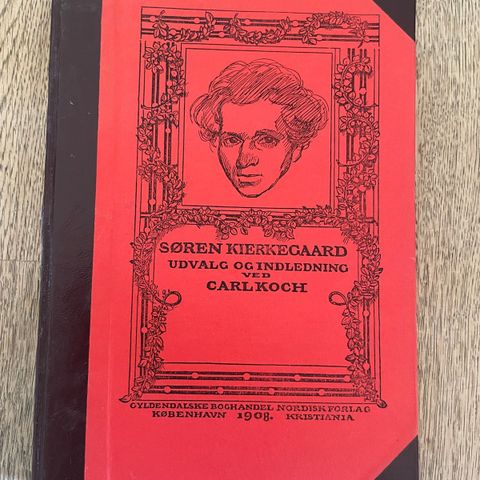 SØREN KIERKEGAARD
UDVALG OG INDLEDNING
VED
CARL KOCH
GYLDENDALSKE BOGHANDEL NORDISK FORLAG
KØBENHAVN 1908. KRISTIANIA